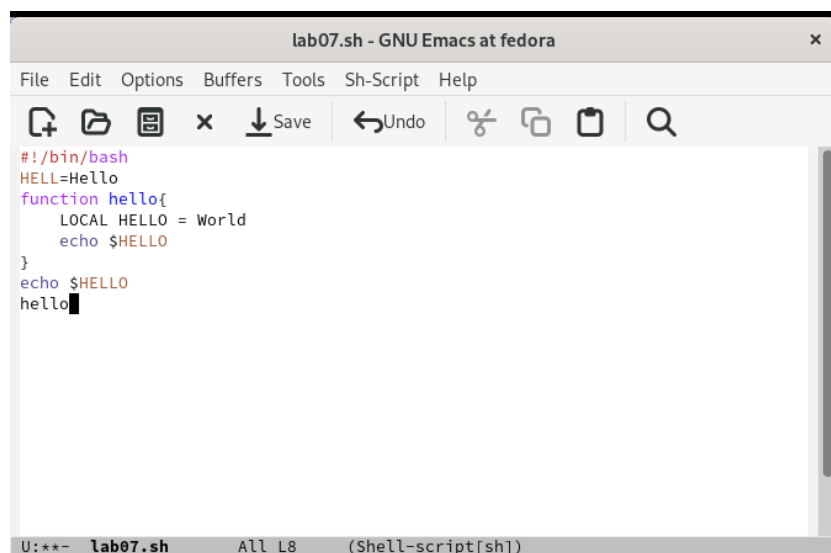 lab07.sh - GNU Emacs at fedora ×
File Edit Options Buffers Tools Sh-Script Help
Save Undo
#!/bin/bash
HELL=Hello
function hello{
    LOCAL HELLO = World
    echo $HELLO
}
echo $HELLO
hello
U:**- lab07.sh All L8 (Shell-script[sh])